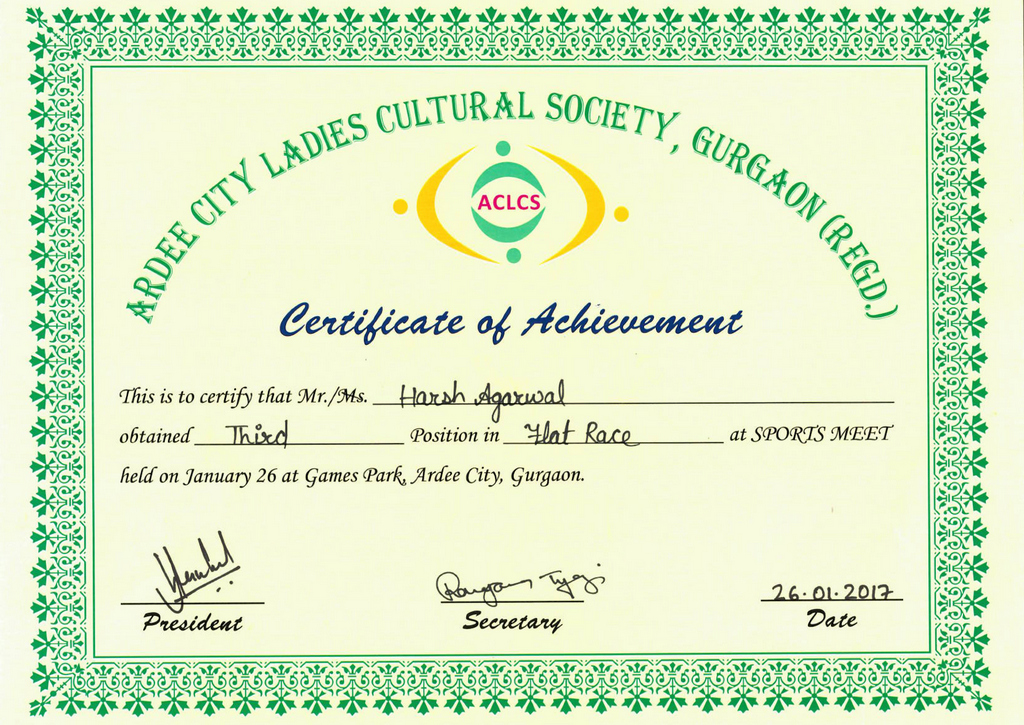 ARDEE CITY LADIES CULTURAL SOCIETY, GURGAON (REGD.)
ACLCS
Certificate of Achievement
This is to certify that Mr./Ms. Harsh Agarwal
obtained Third Position in Flat Race at SPORTS MEET
held on January 26 at Games Park, Ardee City, Gurgaon.
26.01.2017
President Secretary Date